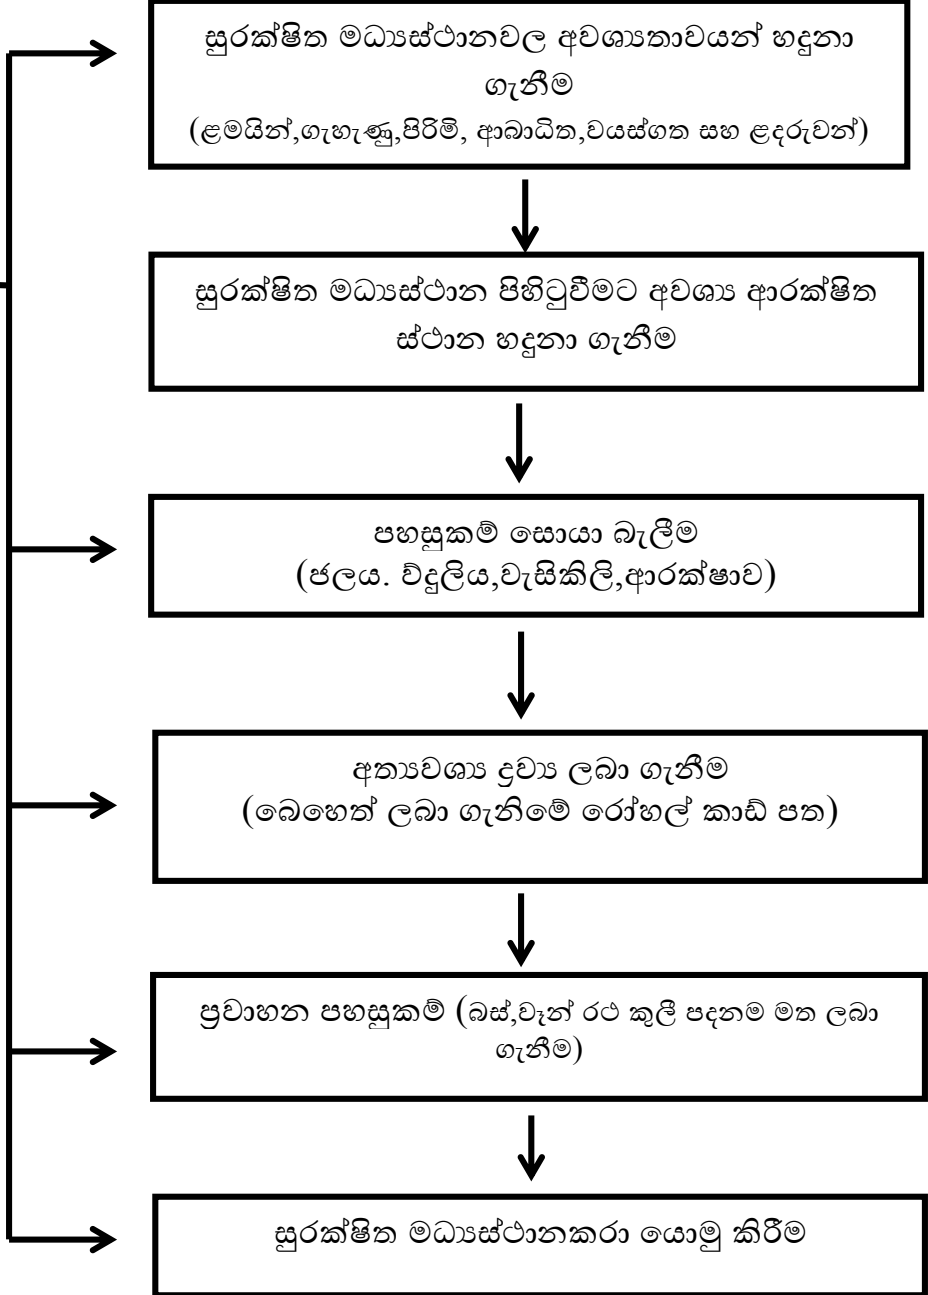 සුරක්ෂිත මධ්‍යස්ථානවල අවශ්‍යතාවයන් හදුනා
ගැනීම
(ළමයින්,ගැහැණු,පිරිමි, ආබාධිත,වයස්ගත සහ ළදරුවන්)
සුරක්ෂිත මධ්‍යස්ථාන පිහිටුවීමට අවශ්‍ය ආරක්ෂිත
ස්ථාන හදුනා ගැනීම
පහසුකම් සොයා බැලීම
(ජලය. විදුලිය,වැසිකිලි,ආරක්ෂාව)
අත්‍යවශ්‍ය ද්‍රව්‍ය ලබා ගැනීම
(බෙහෙත් ලබා ගැනිමේ රෝහල් කාඩ් පත)
ප්‍රවාහන පහසුකම් (බස්,වෑන් රථ කුලී පදනම මත ලබා
ගැනීම)
සුරක්ෂිත මධ්‍යස්ථානකරා යොමු කිරීම